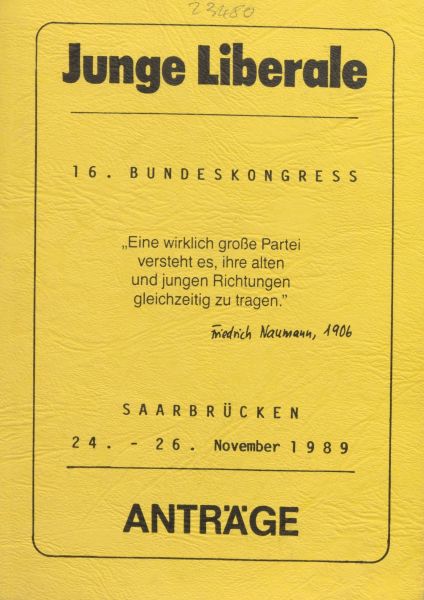 23480
Junge Liberale
16. BUNDESKONGRESS
„Eine wirklich große Partei
versteht es, ihre alten
und jungen Richtungen
gleichzeitig zu tragen.”
Friedrich Naumann, 1906
SAARBRÜCKEN
24. - 26. November 1989
ANTRÄGE